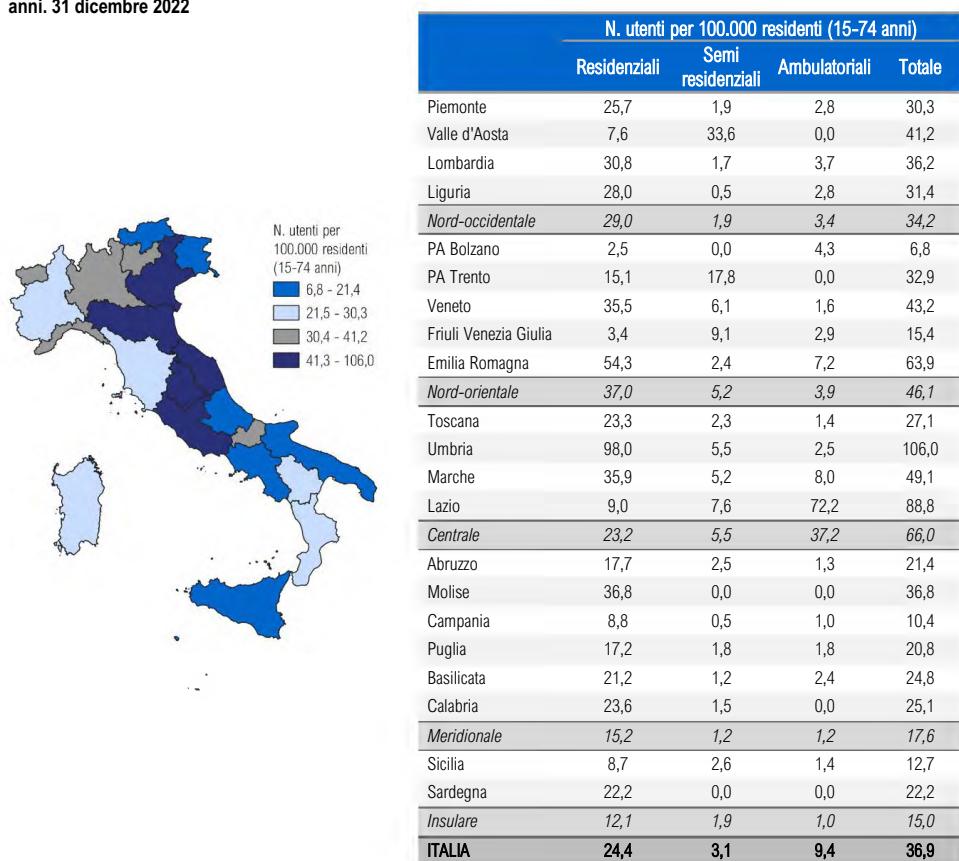 anni. 31 dicembre 2022
N. utenti per
100.000 residenti
(15-74 anni)
6,8 - 21,4
21,5 - 30,3
30,4 - 41,2
41,3 - 106,0
N. utenti per 100.000 residenti (15-74 anni)
Residenziali Semi residenziali Ambulatoriali Totale
Piemonte 25,7 1,9 2,8 30,3
Valle d'Aosta 7,6 33,6 0,0 41,2
Lombardia 30,8 1,7 3,7 36,2
Liguria 28,0 0,5 2,8 31,4
Nord-occidentale 29,0 1,9 3,4 34,2
PA Bolzano 2,5 0,0 4,3 6,8
PA Trento 15,1 17,8 0,0 32,9
Veneto 35,5 6,1 1,6 43,2
Friuli Venezia Giulia 3,4 9,1 2,9 15,4
Emilia Romagna 54,3 2,4 7,2 63,9
Nord-orientale 37,0 5,2 3,9 46,1
Toscana 23,3 2,3 1,4 27,1
Umbria 98,0 5,5 2,5 106,0
Marche 35,9 5,2 8,0 49,1
Lazio 9,0 7,6 72,2 88,8
Centrale 23,2 5,5 37,2 66,0
Abruzzo 17,7 2,5 1,3 21,4
Molise 36,8 0,0 0,0 36,8
Campania 8,8 0,5 1,0 10,4
Puglia 17,2 1,8 1,8 20,8
Basilicata 21,2 1,2 2,4 24,8
Calabria 23,6 1,5 0,0 25,1
Meridionale 15,2 1,2 1,2 17,6
Sicilia 8,7 2,6 1,4 12,7
Sardegna 22,2 0,0 0,0 22,2
Insulare 12,1 1,9 1,0 15,0
ITALIA 24,4 3,1 9,4 36,9